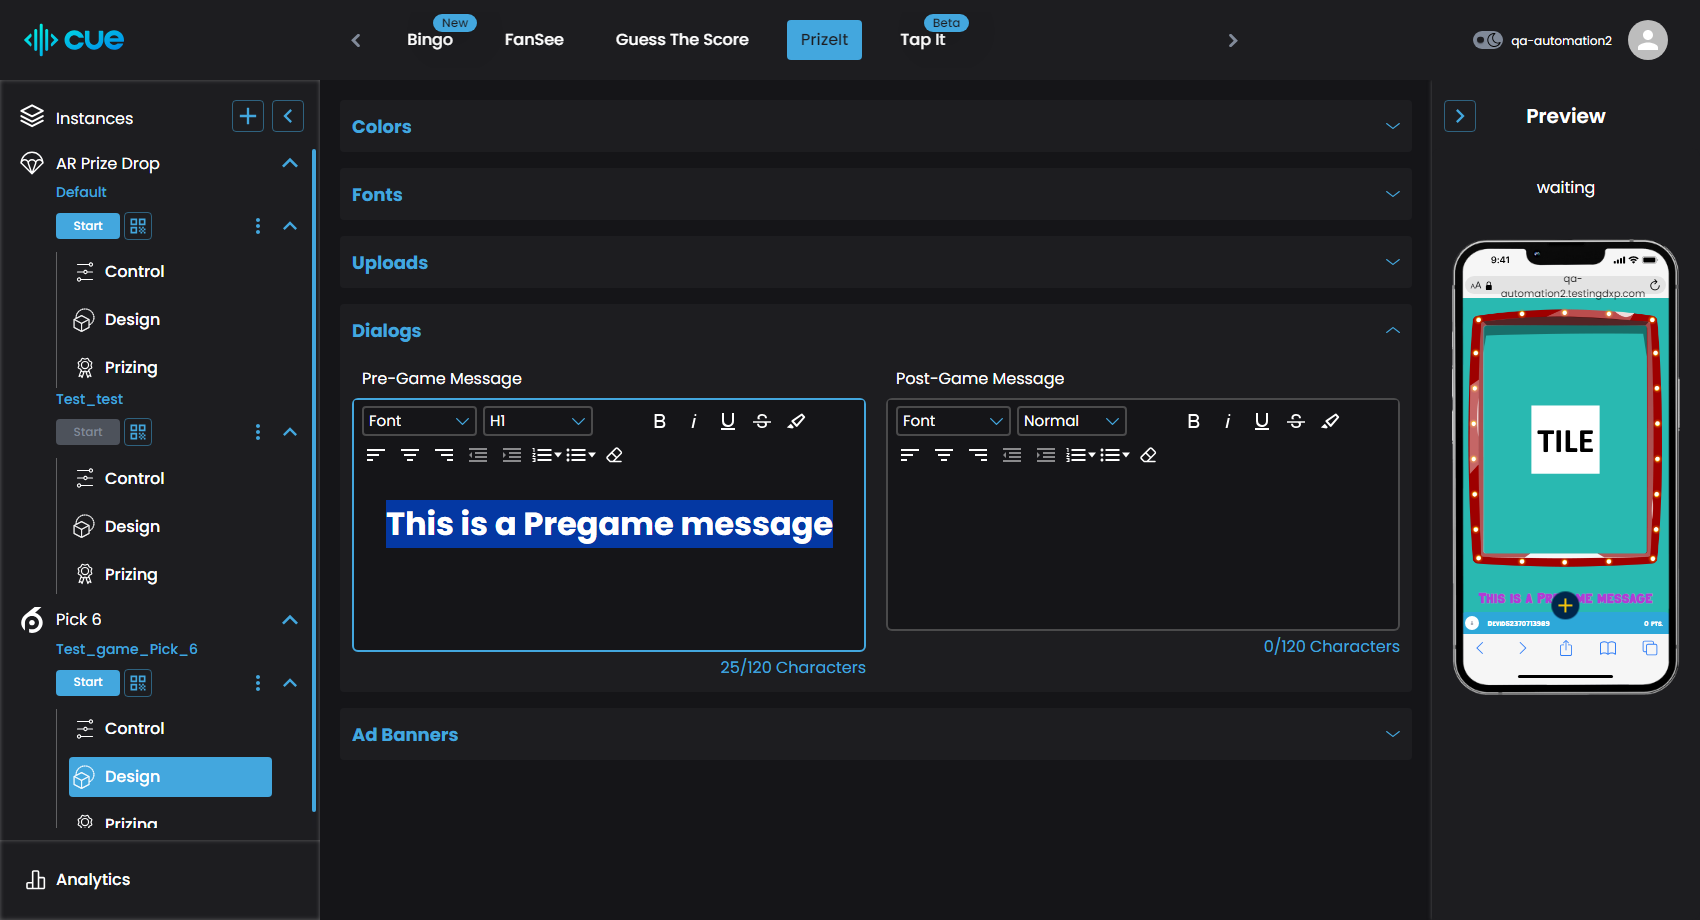 cue
New
Bingo
FanSee
Guess The Score
PrizeIt
Beta
Tap It
qa-automation2
Instances
AR Prize Drop
Default
Start
Control
Design
Prizing
Test_test
Start
Control
Design
Prizing
Pick 6
Test_game_Pick_6
Start
Control
Design
Prizing
Analytics
Colors
Fonts
Uploads
Dialogs
Pre-Game Message
Font
H1
B i U S
This is a Pregame message
25/120 Characters
Post-Game Message
Font
Normal
B i U S
0/120 Characters
Ad Banners
Preview
waiting
9:41
AA
qa-
automation2.testingdxp.com
TILE
This is a Pregame message
DEVID52370713989
0 PTS.